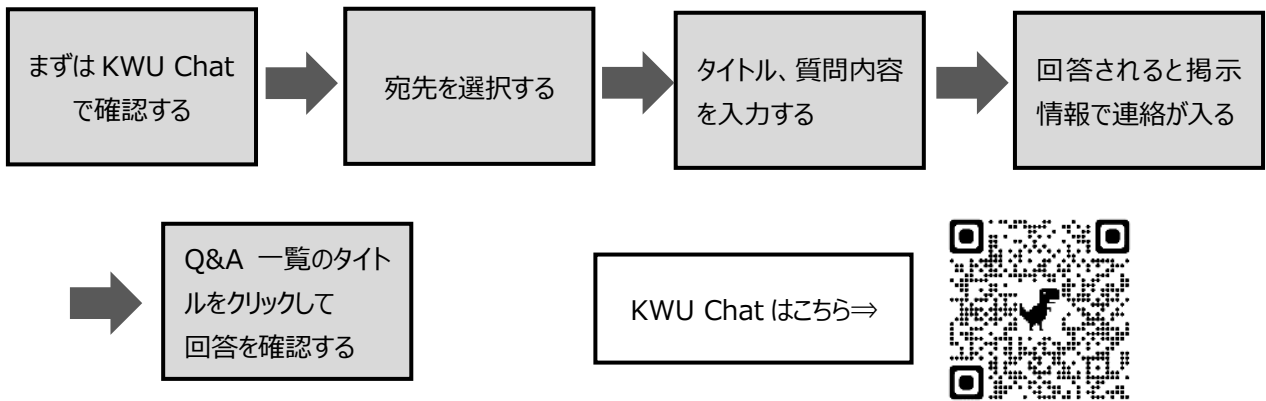 まずは KWU Chat
で確認する
宛先を選択する
タイトル、質問内容
を入力する
回答されると掲示
情報で連絡が入る
Q&A 一覧のタイト
ルをクリックして
回答を確認する
KWU Chat はこちら⇒